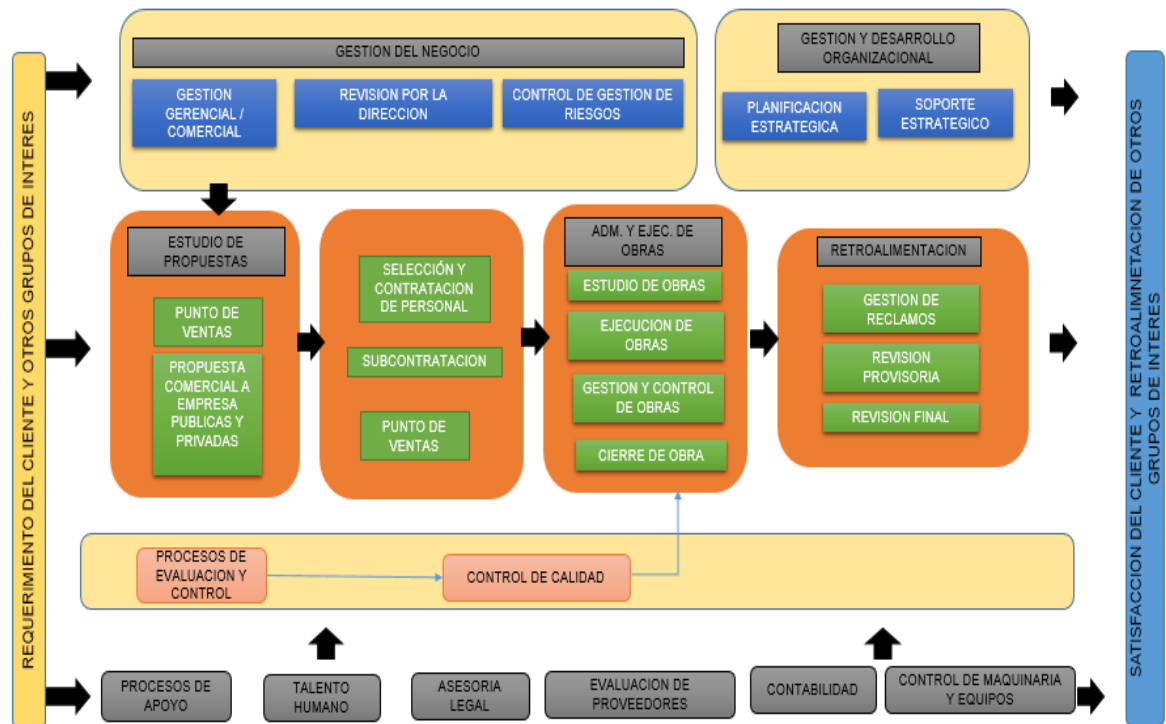 REQUERIMIENTO DEL CLIENTE Y OTROS GRUPOS DE INTERES
GESTION DEL NEGOCIO
GESTION
GERENCIAL /
COMERCIAL
REVISION POR LA
DIRECCION
CONTROL DE GESTION DE
RIESGOS
GESTION Y DESARROLLO
ORGANIZACIONAL
PLANIFICACION
ESTRATEGICA
SOPORTE
ESTRATEGICO
ESTUDIO DE
PROPUESTAS
PUNTO DE
VENTAS
PROPUESTA
COMERCIAL A
EMPRESA
PUBLICAS Y
PRIVADAS
SELECCIÓN Y
CONTRATACION
DE PERSONAL
SUBCONTRATACION
PUNTO DE
VENTAS
ADM. Y EJEC. DE
OBRAS
ESTUDIO DE OBRAS
EJECUCION DE
OBRAS
GESTION Y CONTROL
DE OBRAS
CIERRE DE OBRA
RETROALIMENTACION
GESTION DE
RECLAMOS
REVISION
PROVISORIA
REVISION FINAL
PROCESOS DE
EVALUACION Y
CONTROL
CONTROL DE CALIDAD
PROCESOS DE
APOYO
TALENTO
HUMANO
ASESORIA
LEGAL
EVALUACION DE
PROVEEDORES
CONTABILIDAD
CONTROL DE MAQUINARIA
Y EQUIPOS
SATISFACCION DEL CLIENTE Y RETROALIMNETACION DE OTROS
GRUPOS DE INTERES